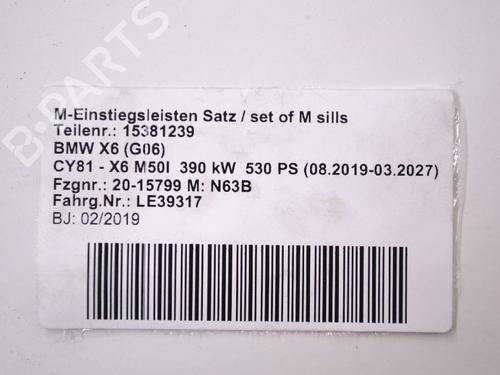 B-PARTS
M-Einstiegsleisten Satz / set of M sills
Teilenr.: 15381239
BMW X6 (G06)
CY81 - X6 M50I 390 kW 530 PS (08.2019-03.2027)
Fzgnr.: 20-15799 M: N63B
Fahrg.Nr.: LE39317
BJ: 02/2019